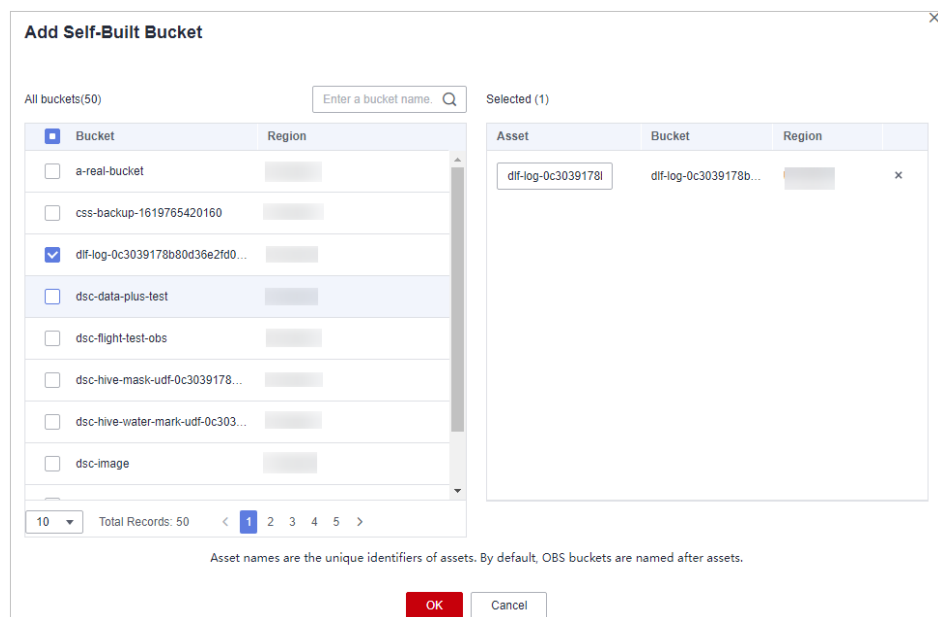 Add Self-Built Bucket
All buckets(50)
Enter a bucket name.
Selected (1)
Bucket Region
Asset Bucket Region
a-real-bucket
dlf-log-0c3039178l dlf-log-0c3039178b...
css-backup-1619765420160
dlf-log-0c3039178b80d36e2fd0...
dsc-data-plus-test
dsc-flight-test-obs
dsc-hive-mask-udf-0c3039178...
dsc-hive-water-mark-udf-0c303...
dsc-image
10 Total Records: 50 < 1 2 3 4 5 >
Asset names are the unique identifiers of assets. By default, OBS buckets are named after assets.
OK Cancel